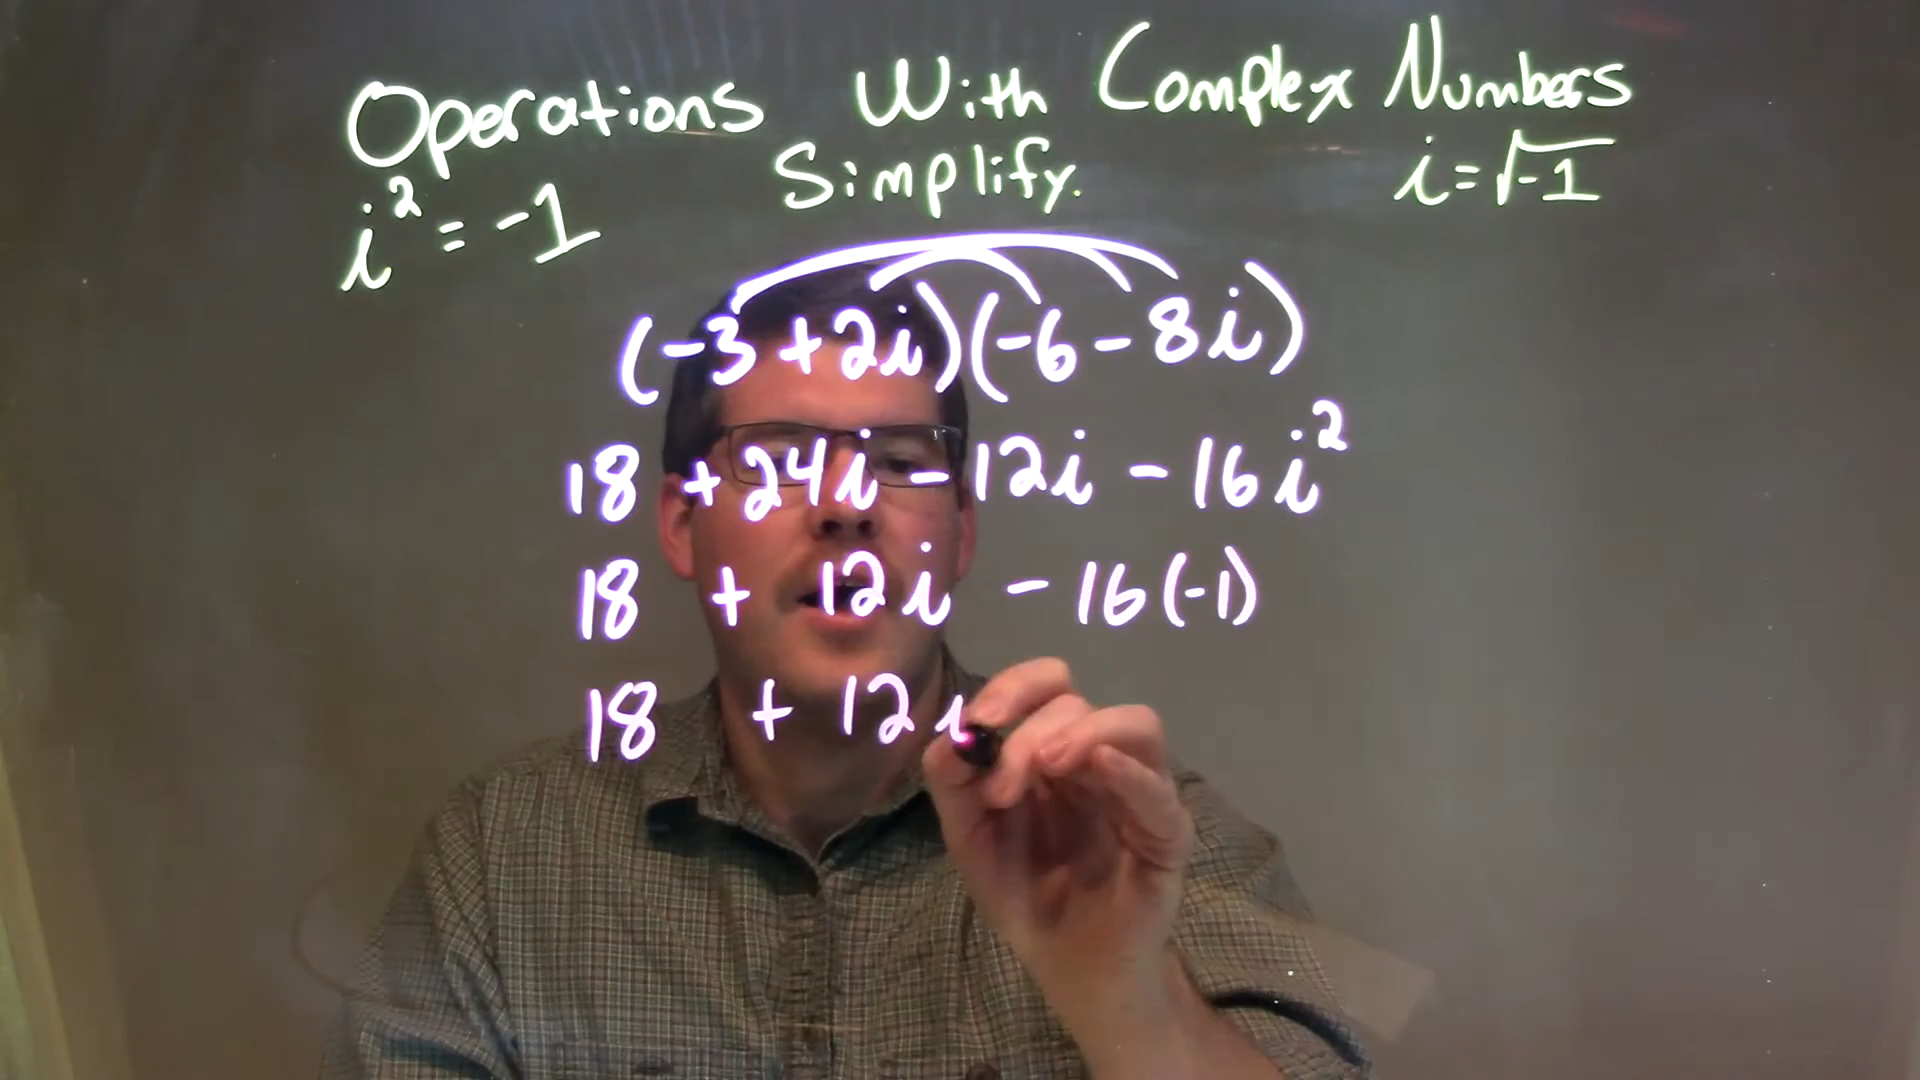 Operations With Complex Numbers
Simplify.
i² = -1
i = √-1
(-3 + 2i)(-6 - 8i)
18 + 24i - 12i - 16i²
18 + 12i - 16(-1)
18 + 12i